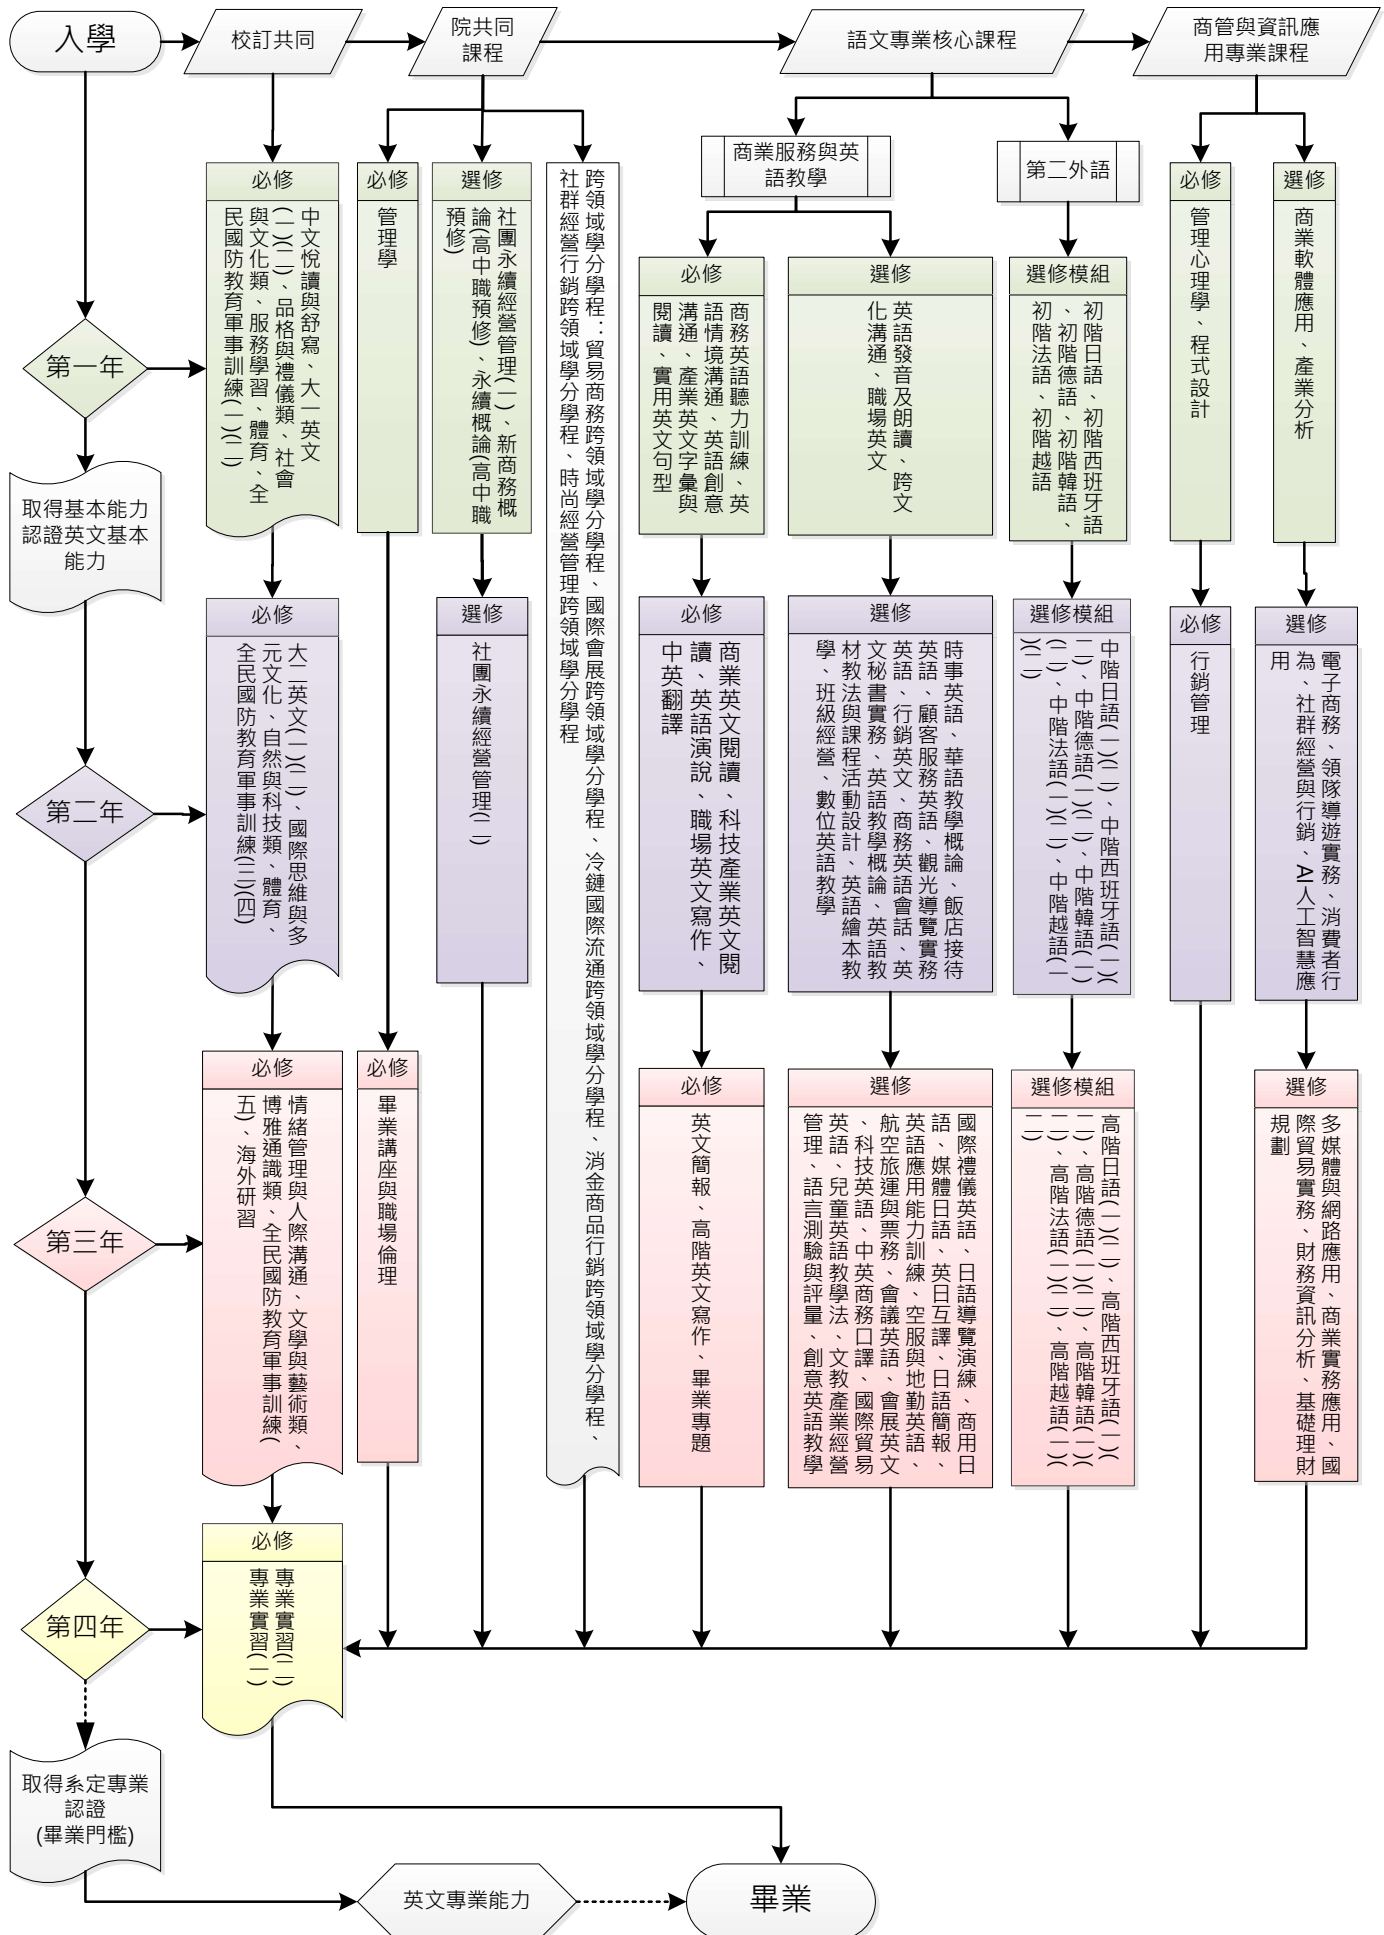 入學
校訂共同
院共同
課程
語文專業核心課程
商管與資訊應
用專業課程
商業服務與英
語教學
第二外語
第一年
必修
中文悅讀與舒寫、大一英文
(一)(二)、品格與禮儀類、社會
與文化類、服務學習、體育、全
民國防教育軍事訓練(一)(二)
必修
管理學
選修
社團永續經營管理(一)、新商務概
論(高中職預修)、永續概論(高中職
預修)
跨領域學分學程：貿易商務跨領域學分學程、國際會展跨領域學分學程、冷鏈國際流通跨領域學分學程、消金商品行銷跨領域學分學程、
社群經營行銷跨領域學分學程、時尚經營管理跨領域學分學程
必修
商務英語聽力訓練、英
語情境溝通、英語創意
溝通、產業英文字彙與
閱讀、實用英文句型
選修
英語發音及朗讀、跨文
化溝通、職場英文
選修模組
初階日語、初階西班牙語
、初階德語、初階韓語、
初階法語、初階越語
必修
管理心理學、程式設計
選修
商業軟體應用、產業分析
取得基本能力
認證英文基本
能力
第二年
必修
大二英文(一)(二)、國際思維與多
元文化、自然與科技類、體育、
全民國防教育軍事訓練(三)(四)
選修
社團永續經營管理(二)
必修
商業英文閱讀、科技產業英文閱
讀、英語演說、職場英文寫作、
中英翻譯
選修
時事英語、華語教學概論、飯店接待
英語、顧客服務英語、觀光導覽實務
英語、行銷英文、商務英語會話、英
文秘書實務、英語教學概論、英語教
材教法與課程活動設計、英語繪本教
學、班級經營、數位英語教學
選修模組
中階日語(一)(二)、中階西班牙語(一)(
二)、中階德語(一)(二)、中階韓語(一)
(二)、中階法語(一)(二)、中階越語(一
)(二)
必修
行銷管理
選修
電子商務、領隊導遊實務、消費者行
為、社群經營與行銷、AI人工智慧應
用
第三年
必修
情緒管理與人際溝通、文學與藝術類、
博雅通識類、全民國防教育軍事訓練(
五)、海外研習
必修
畢業講座與職場倫理
必修
英文簡報、高階英文寫作、畢業專題
選修
國際禮儀英語、日語導覽演練、商用日
語、媒體日語、英日互譯、日語簡報、
英語應用能力訓練、空服與地勤英語、
航空旅運與票務、會議英語、會展英文
、科技英語、中英商務口譯、國際貿易
英語、兒童英語教學法、文教產業經營
管理、語言測驗與評量、創意英語教學
選修模組
高階日語(一)(二)、高階西班牙語(一)(
二)、高階德語(一)(二)、高階韓語(一)(
二)、高階法語(一)(二)、高階越語(一)(
二)
選修
多媒體與網路應用、商業實務應用、國
際貿易實務、財務資訊分析、基礎理財
規劃
第四年
必修
專業實習(二)
專業實習(一)
取得系定專業
認證
(畢業門檻)
英文專業能力
畢業